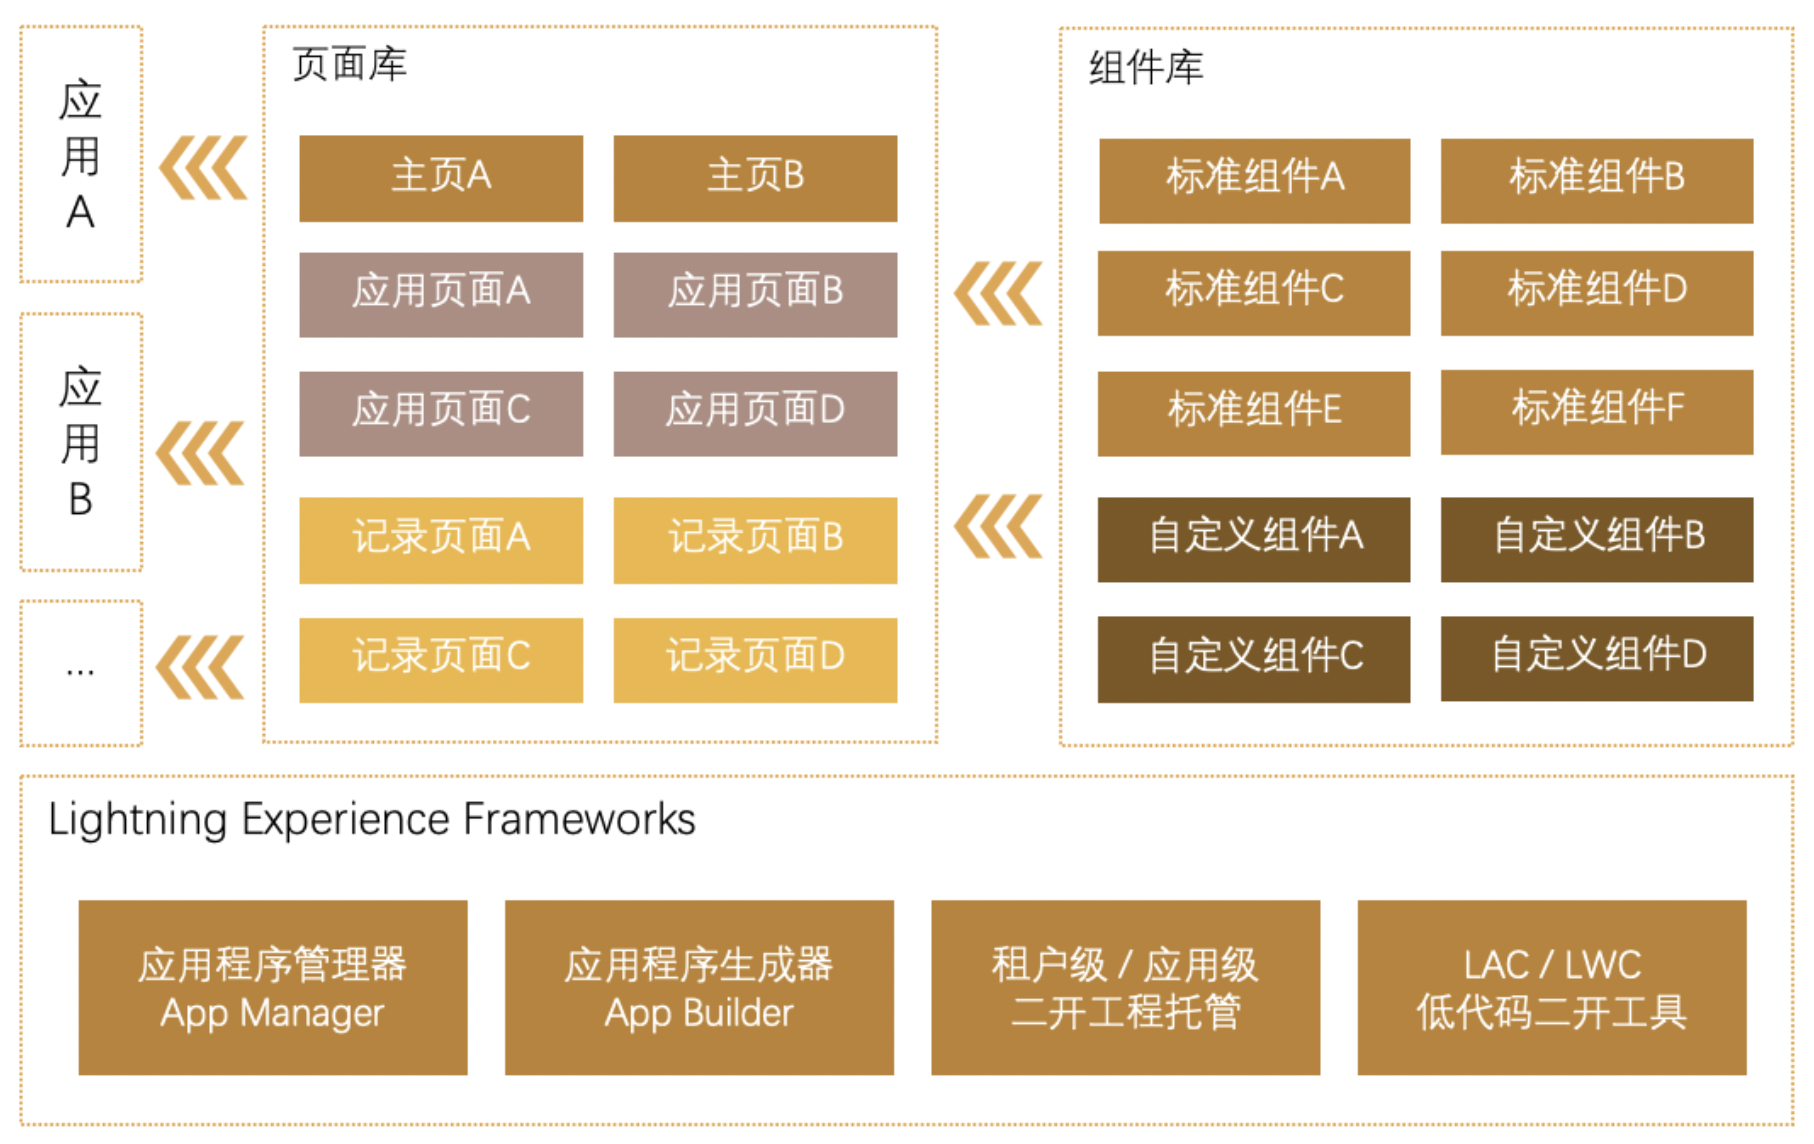 应
用
A
应
用
B
...
页面库
主页A
主页B
应用页面A
应用页面B
应用页面C
应用页面D
记录页面A
记录页面B
记录页面C
记录页面D
组件库
标准组件A
标准组件B
标准组件C
标准组件D
标准组件E
标准组件F
自定义组件A
自定义组件B
自定义组件C
自定义组件D
Lightning Experience Frameworks
应用程序管理器
App Manager
应用程序生成器
App Builder
租户级 / 应用级
二开工程托管
LAC / LWC
低代码二开工具